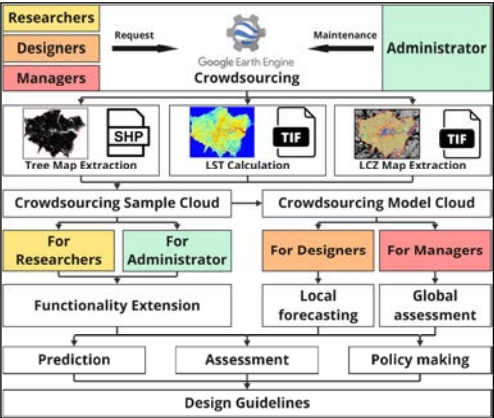 Researchers
Designers
Managers
Request
Google Earth Engine
Crowdsourcing
Maintenance
Administrator
SHP
Tree Map Extraction
TIF
LST Calculation
TIF
LCZ Map Extraction
Crowdsourcing Sample Cloud
Crowdsourcing Model Cloud
For
Researchers
For
Administrator
For Designers
For Managers
Functionality Extension
Local
forecasting
Global
assessment
Prediction
Assessment
Policy making
Design Guidelines